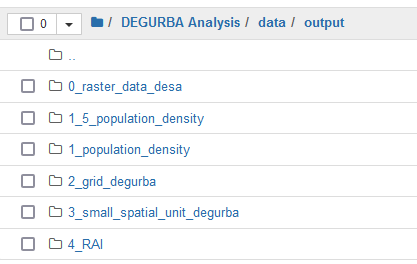 0 / DEGURBA Analysis / data / output
..
0_raster_data_desa
1_5_population_density
1_population_density
2_grid_degurba
3_small_spatial_unit_degurba
4_RAI